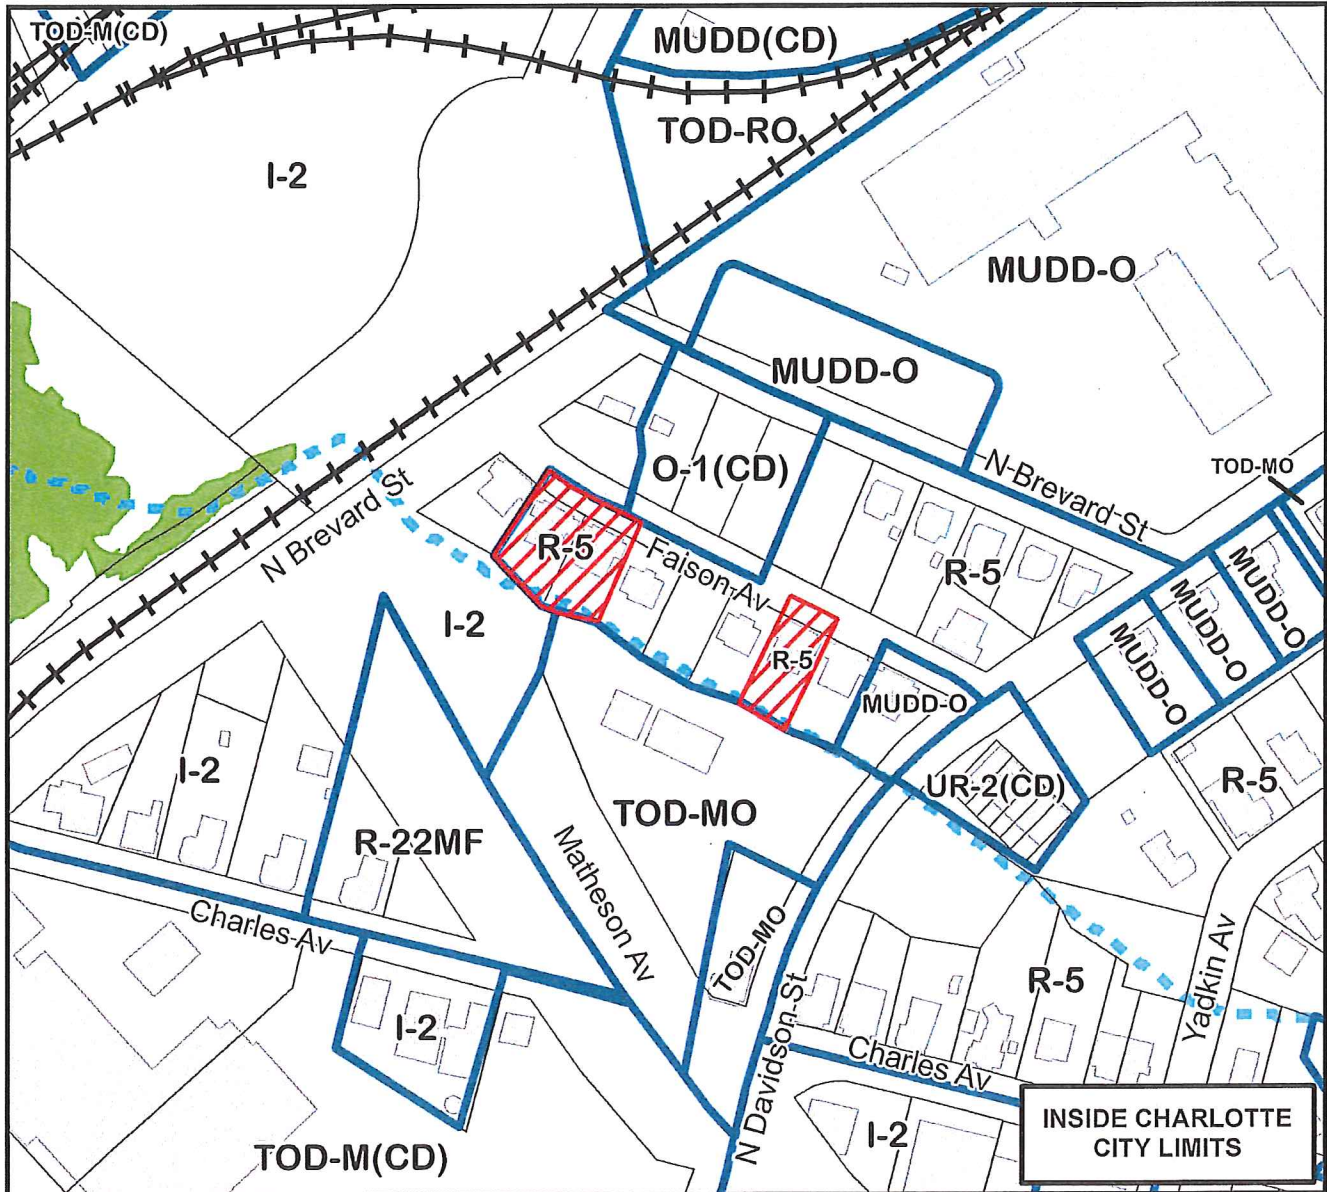 TOD-M(CD)
MUDD(CD)
TOD-RO
I-2
MUDD-O
MUDD-O
O-1(CD)
N Brevard St
TOD-MO
N Brevard St
R-5
Faison Av
R-5
MUDD-O
MUDD-O
MUDD-O
I-2
R-5
MUDD-O
UR-2(CD)
R-5
I-2
TOD-MO
R-22MF
Matheson Av
Charles Av
TOD-MO
R-5
Yadkin Av
I-2
N Davidson St
Charles Av
I-2
TOD-M(CD)
INSIDE CHARLOTTE
CITY LIMITS